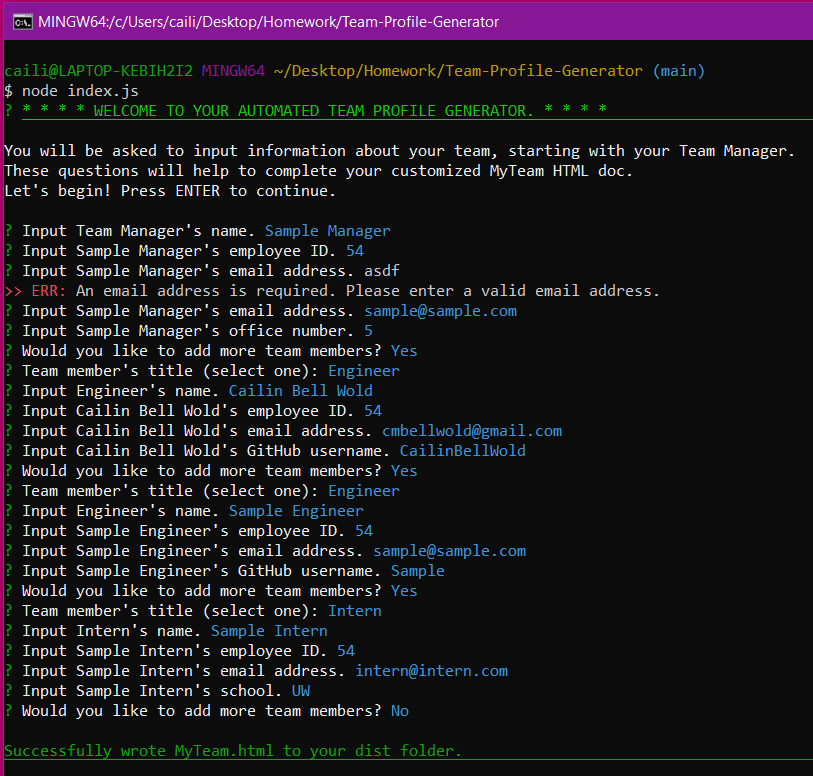 MINGW64:/c/Users/caili/Desktop/Homework/Team-Profile-Generator
caili@LAPTOP-KEBIH2I2 MINGW64 ~/Desktop/Homework/Team-Profile-Generator (main)
$ node index.js
? * * * * WELCOME TO YOUR AUTOMATED TEAM PROFILE GENERATOR. * * * *
You will be asked to input information about your team, starting with your Team Manager.
These questions will help to complete your customized MyTeam HTML doc.
Let's begin! Press ENTER to continue.
? Input Team Manager's name. Sample Manager
? Input Sample Manager's employee ID. 54
? Input Sample Manager's email address. asdf
>> ERR: An email address is required. Please enter a valid email address.
? Input Sample Manager's email address. sample@sample.com
? Input Sample Manager's office number. 5
? Would you like to add more team members? Yes
? Team member's title (select one): Engineer
? Input Engineer's name. Cailin Bell Wold
? Input Cailin Bell Wold's employee ID. 54
? Input Cailin Bell Wold's email address. cmbellwold@gmail.com
? Input Cailin Bell Wold's GitHub username. CailinBellWold
? Would you like to add more team members? Yes
? Team member's title (select one): Engineer
? Input Engineer's name. Sample Engineer
? Input Sample Engineer's employee ID. 54
? Input Sample Engineer's email address. sample@sample.com
? Input Sample Engineer's GitHub username. Sample
? Would you like to add more team members? Yes
? Team member's title (select one): Intern
? Input Intern's name. Sample Intern
? Input Sample Intern's employee ID. 54
? Input Sample Intern's email address. intern@intern.com
? Input Sample Intern's school. UW
? Would you like to add more team members? No
Successfully wrote MyTeam.html to your dist folder.